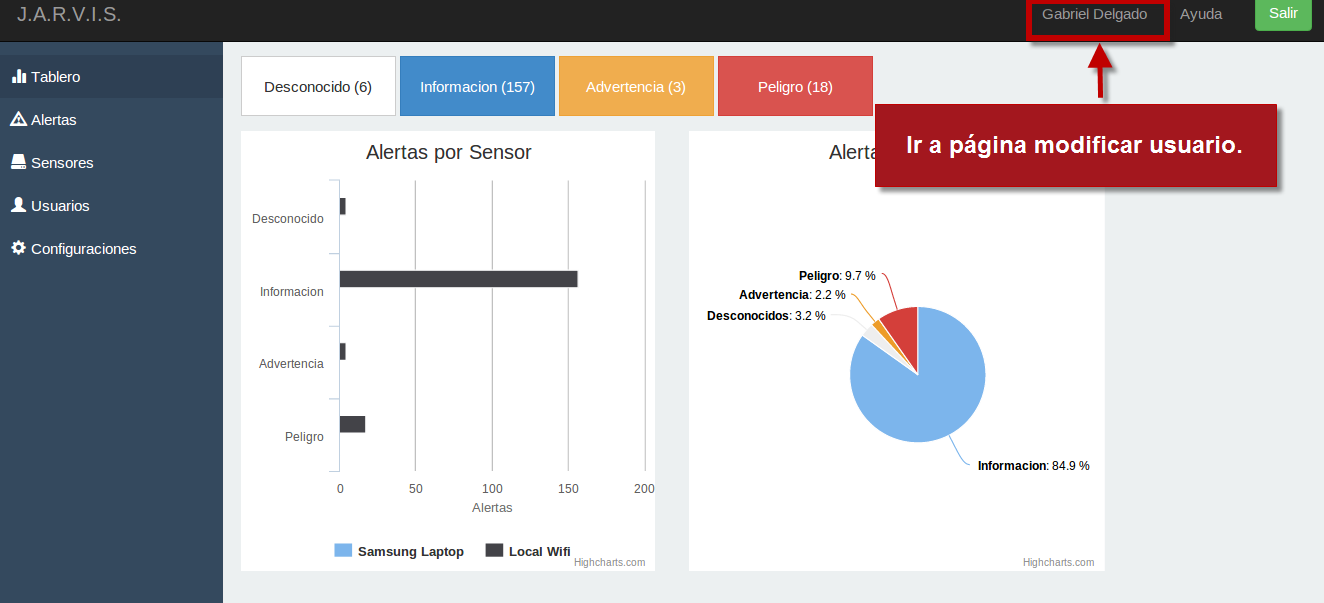 J.A.R.V.I.S.
Gabriel Delgado
Ayuda
Salir
Tablero
Alertas
Sensores
Usuarios
Configuraciones
Desconocido (6)
Informacion (157)
Advertencia (3)
Peligro (18)
Ir a página modificar usuario.
Alertas por Sensor
Desconocido
Informacion
Advertencia
Peligro
0 50 100 150 200
Alertas
Samsung Laptop
Local Wifi
Highcharts.com
Peligro: 9.7 %
Advertencia: 2.2 %
Desconocidos: 3.2 %
Informacion: 84.9 %
Highcharts.com